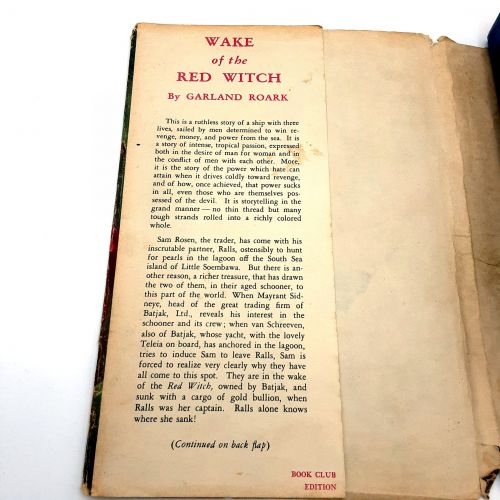 WAKE
of the
RED WITCH
By GARLAND ROARK
This is a ruthless story of a ship with three
lives, sailed by men determined to win re-
venge, money, and power from the sea. It is
a story of intense, tropical passion, expressed
both in the desire of man for woman and in
the conflict of men with each other. More,
it is the story of the power which hate can
attain when it drives coldly toward revenge,
and of how, once achieved, that power sucks
in all, even those who are themselves pos-
sessed of the devil. It is storytelling in the
grand manner—no thin thread but many
tough strands rolled into a richly colored
whole.
Sam Rosen, the trader, has come with his
inscrutable partner, Ralls, ostensibly to hunt
for pearls in the lagoon off the South Sea
island of Little Soembawa. But there is an-
other reason, a richer treasure, that has drawn
the two of them, in their aged schooner, to
this part of the world. When Mayrant Sid-
neye, head of the great trading firm of
Batjak, Ltd., reveals his interest in the
schooner and its crew; when van Schreeven,
also of Batjak, whose yacht, with the lovely
Teleia on board, has anchored in the lagoon,
tries to induce Sam to leave Ralls, Sam is
forced to realize very clearly why they have
all come to this spot. They are in the wake
of the Red Witch, owned by Batjak, and
sunk with a cargo of gold bullion, when
Ralls was her captain. Ralls alone knows
where she sank!
(Continued on back flap)
BOOK CLUB
EDITION